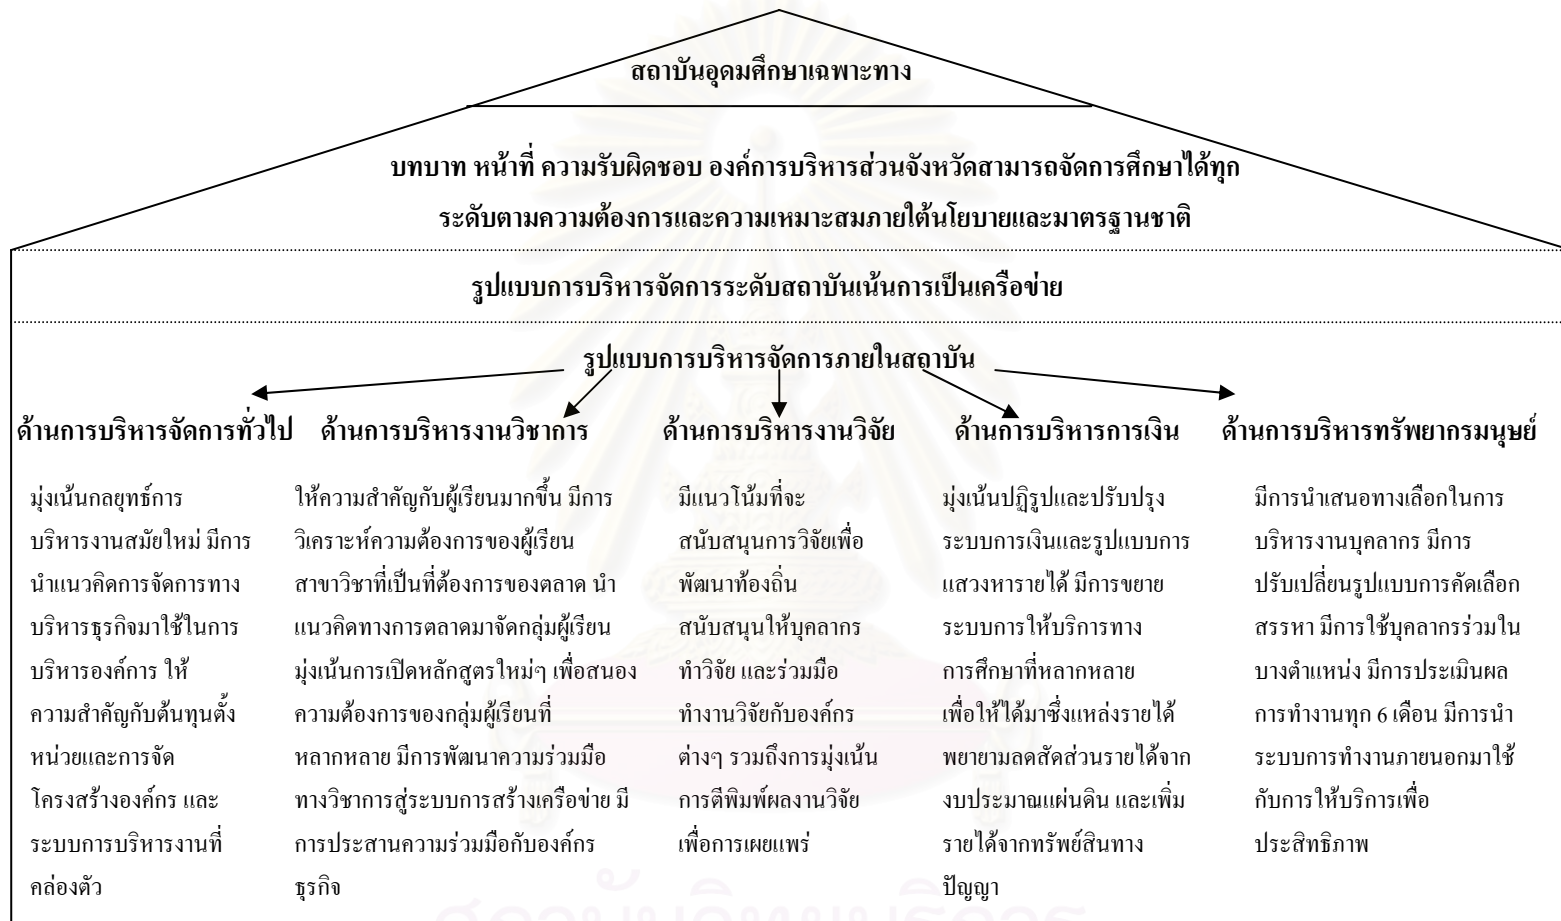 สถาบันอุดมศึกษาเฉพาะทาง
บทบาท หน้าที่ ความรับผิดชอบ องค์การบริหารส่วนจังหวัดสามารถจัดการศึกษาได้ทุก
ระดับตามความต้องการและความเหมาะสมภายใต้นโยบายและมาตรฐานชาติ
รูปแบบการบริหารจัดการระดับสถาบันเน้นการเป็นเครือข่าย
รูปแบบการบริหารจัดการภายในสถาบัน
ด้านการบริหารจัดการทั่วไป
มุ่งเน้นกลยุทธ์การ
บริหารงานสมัยใหม่ มีการ
นำแนวคิดการจัดการทาง
บริหารธุรกิจมาใช้ในการ
บริหารองค์การ ให้
ความสำคัญกับต้นทุนตั้ง
หน่วยและการจัด
โครงสร้างองค์กร และ
ระบบการบริหารงานที่
คล่องตัว
ด้านการบริหารงานวิชาการ
ให้ความสำคัญกับผู้เรียนมากขึ้น มีการ
วิเคราะห์ความต้องการของผู้เรียน
สาขาวิชาที่เป็นที่ต้องการของตลาด นำ
แนวคิดทางการตลาดมาจัดกลุ่มผู้เรียน
มุ่งเน้นการเปิดหลักสูตรใหม่ๆ เพื่อสนอง
ความต้องการของกลุ่มผู้เรียนที่
หลากหลาย มีการพัฒนาความร่วมมือ
ทางวิชาการสู่ระบบการสร้างเครือข่าย มี
การประสานความร่วมมือกับองค์กร
ธุรกิจ
ด้านการบริหารงานวิจัย
มีแนวโน้มที่จะ
สนับสนุนการวิจัยเพื่อ
พัฒนาท้องถิ่น
สนับสนุนให้บุคลากร
ทำวิจัย และร่วมมือ
ทำงานวิจัยกับองค์กร
ต่างๆ รวมถึงการมุ่งเน้น
การตีพิมพ์ผลงานวิจัย
เพื่อการเผยแพร่
ด้านการบริหารการเงิน
มุ่งเน้นปฏิรูปและปรับปรุง
ระบบการเงินและรูปแบบการ
แสวงหารายได้ มีการขยาย
ระบบการให้บริการทาง
การศึกษาที่หลากหลาย
เพื่อให้ได้มาซึ่งแหล่งรายได้
พยายามลดสัดส่วนรายได้จาก
งบประมาณแผ่นดิน และเพิ่ม
รายได้จากทรัพย์สินทาง
ปัญญา
ด้านการบริหารทรัพยากรมนุษย์
มีการนำเสนอทางเลือกในการ
บริหารงานบุคลากร มีการ
ปรับเปลี่ยนรูปแบบการคัดเลือก
สรรหา มีการใช้บุคลากรร่วมใน
บางตำแหน่ง มีการประเมินผล
การทำงานทุก 6 เดือน มีการนำ
ระบบการทำงานภายนอกมาใช้
กับการให้บริการเพื่อ
ประสิทธิภาพ